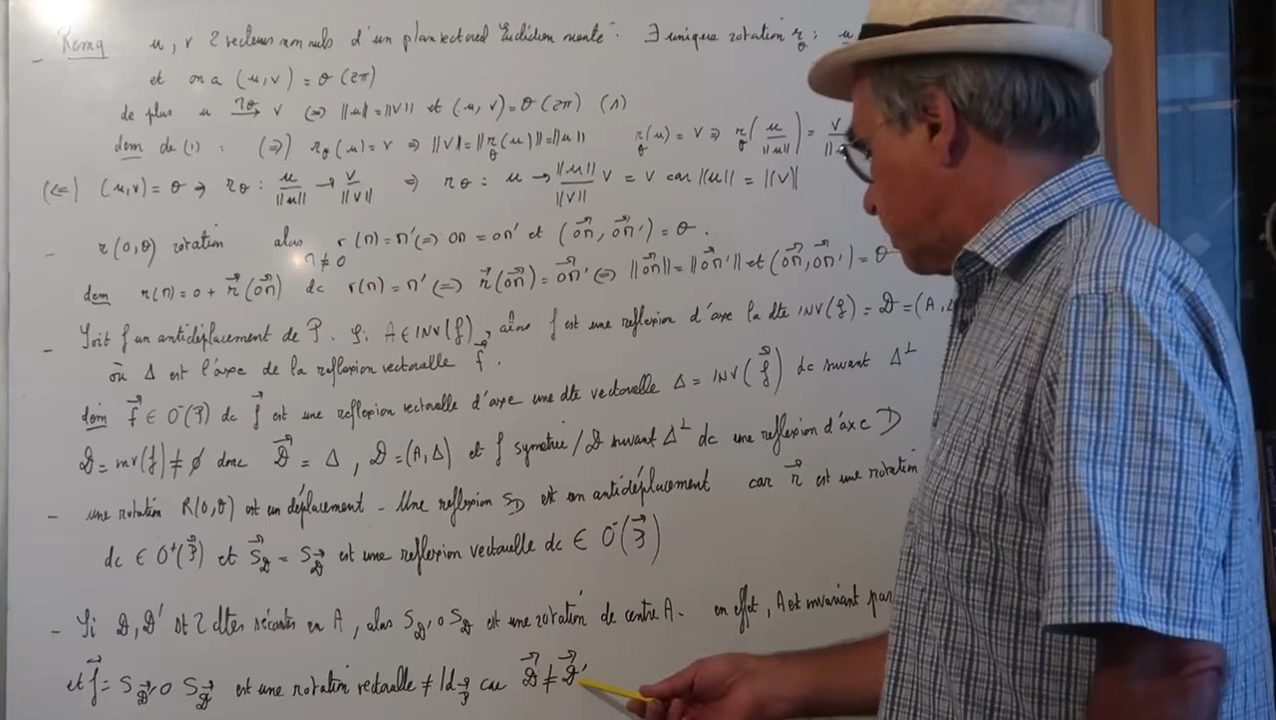 - Remq u, v 2 vecteurs non nuls d'un plan vectoriel Euclidien orienté. ∃ unique rotation r_θ : u
et on a (u,v) = θ (2π)
de plus u →^{r_θ} v (=) ||u|| = ||v|| et (u,v) = θ (2π) (1)
dem de (1) : (⇒) r_θ(u) = v ⇒ ||v|| = ||r_θ(u)|| = ||u|| r_θ(u) = v ⇒ r_θ(u/||u||) = v/||
(⇐) (u,v) = θ ⇒ r_θ : u/||u|| → v/||v|| ⇒ r_θ : u → ||u||/||v|| v = v car ||u|| = ||v||
- r(O,θ) rotation alors r(M) = M' (=) OM = OM' et (OM→, OM'→) = θ.
M ≠ O
dem r(M) = O + r→(OM→) dc r(M) = M' (=) r→(OM→) = OM'→ (=) ||OM→|| = ||OM'→|| et (OM→, OM'→) = θ
- Soit f un antidéplacement de P. Si A ∈ INV(f), alors f est une reflexion d'axe la dte INV(f) = D = (A,
où Δ est l'axe de la reflexion vectorielle f→.
dem f→ ∈ O⁻(P→) dc f→ est une reflexion vectorielle d'axe une dte vectorielle Δ = INV(f→) dc suivant Δ^⊥
D = inv(f) ≠ ∅ donc D→ = Δ, D = (A,Δ) et f symetrie / D suivant Δ^⊥ dc une reflexion d'axe D
- une rotation R(O,θ) est un déplacement - Une reflexion S_D est un antidéplacement car r→ est une rotation
dc ∈ O⁺(P→) et S→_D = S_D→ est une reflexion vectorielle dc ∈ O⁻(P→)
- Si D, D' st 2 dtes sécantes en A, alors S_D' o S_D est une rotation de centre A. en effet, A est invariant par
et f→ = S_D'→ o S_D→ est une rotation vectorielle ≠ Id_P→ car D→ ≠ D→'